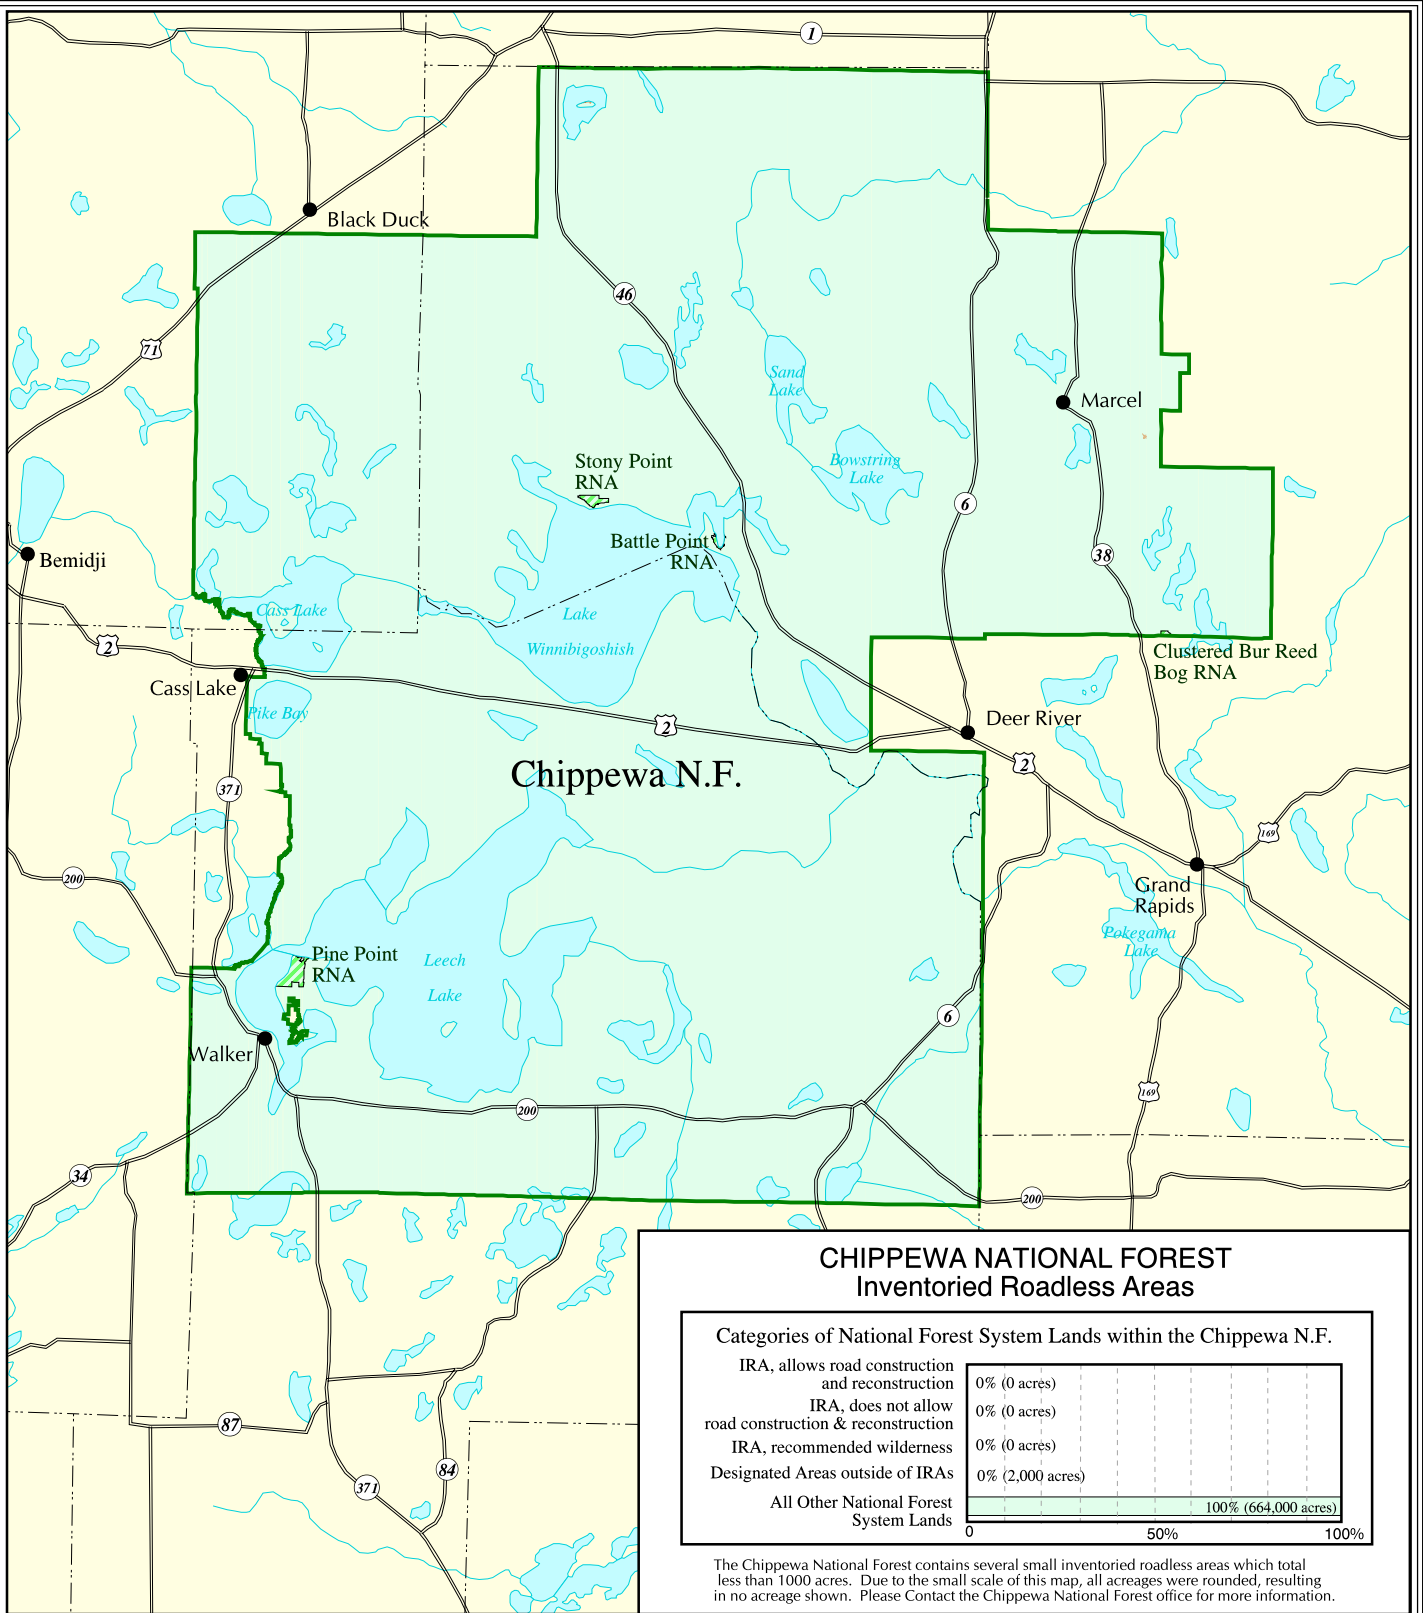 1
Black Duck
46
71
Sand
Lake
Marcel
Stony Point
RNA
Bowstring
Lake
6
Battle Point
RNA
38
Bemidji
Cass Lake
Lake
Winnibigoshish
2
Clustered Bur Reed
Bog RNA
Cass Lake
Pike Bay
Deer River
2
2
Chippewa N.F.
371
169
200
Grand
Rapids
Pokegama
Lake
Pine Point
RNA
Leech
Lake
6
Walker
169
200
34
200
CHIPPEWA NATIONAL FOREST
Inventoried Roadless Areas
Categories of National Forest System Lands within the Chippewa N.F.
IRA, allows road construction
and reconstruction
0% (0 acres)
IRA, does not allow
road construction & reconstruction
0% (0 acres)
IRA, recommended wilderness
0% (0 acres)
Designated Areas outside of IRAs
0% (2,000 acres)
All Other National Forest
System Lands
100% (664,000 acres)
0 50% 100%
87
84
371
The Chippewa National Forest contains several small inventoried roadless areas which total
less than 1000 acres. Due to the small scale of this map, all acreages were rounded, resulting
in no acreage shown. Please Contact the Chippewa National Forest office for more information.